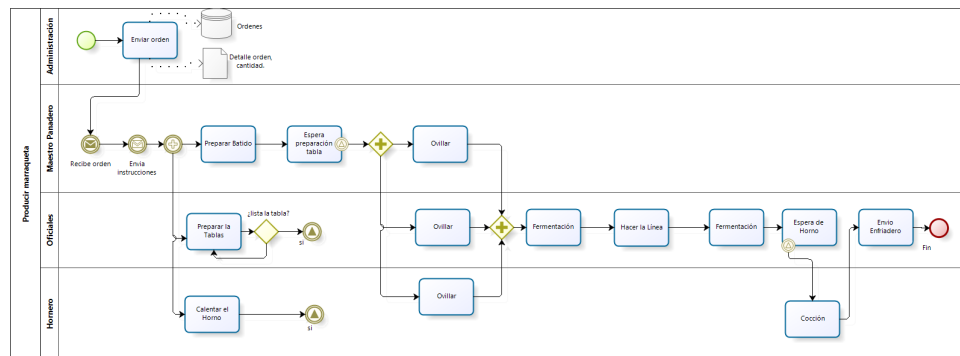 Producir marraqueta
Administración
Enviar orden
Ordenes
Detalle orden,
cantidad.
Maestro Panadero
Recibe orden
Envia
instrucciones
Preparar Batido
Espera
preparación
tabla
Ovillar
Oficiales
Preparar la
Tablas
¿lista la tabla?
si
Ovillar
Fermentación
Hacer la Línea
Fermentación
Espera de
Horno
Envio
Enfriadero
Fin
Hornero
Calentar el
Horno
si
Ovillar
Cocción